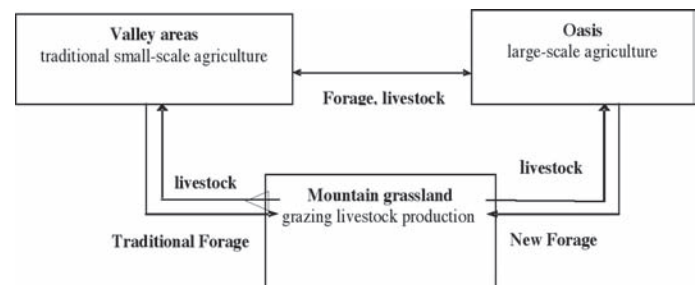 Valley areas
traditional small-scale agriculture
Oasis
large-scale agriculture
Forage, livestock
livestock
livestock
Mountain grassland
grazing livestock production
Traditional Forage
New Forage